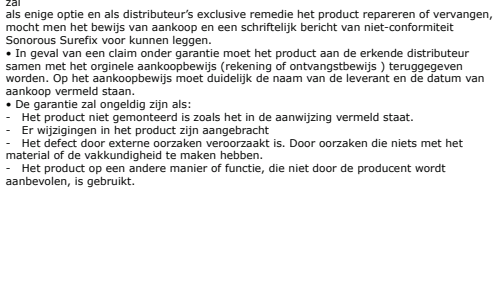 zal
als enige optie en als distributeur’s exclusive remedie het product repareren of vervangen,
mocht men het bewijs van aankoop en een schriftelijk bericht van niet-conformiteit
Sonorous Surefix voor kunnen leggen.
• In geval van een claim onder garantie moet het product aan de erkende distributeur
samen met het orginele aankoopbewijs (rekening of ontvangstbewijs ) teruggegeven
worden. Op het aankoopbewijs moet duidelijk de naam van de leverant en de datum van
aankoop vermeld staan.
• De garantie zal ongeldig zijn als:
- Het product niet gemonteerd is zoals het in de aanwijzing vermeld staat.
- Er wijzigingen in het product zijn aangebracht
- Het defect door externe oorzaken veroorzaakt is. Door oorzaken die niets met het
material of de vakkundigheid te maken hebben.
- Het product op een andere manier of functie, die niet door de producent wordt
aanbevolen, is gebruikt.